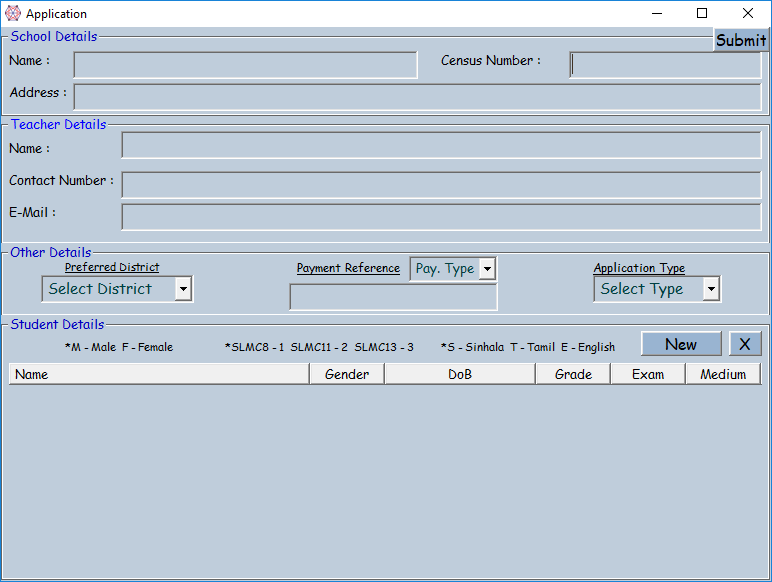 Application
School Details
Submit
Name :
Census Number :
Address :
Teacher Details
Name :
Contact Number :
E-Mail :
Other Details
Preferred District
Payment Reference
Pay. Type
Application Type
Select District
Select Type
Student Details
*M - Male F - Female
*SLMC8 - 1 SLMC11 - 2 SLMC13 - 3
*S - Sinhala T - Tamil E - English
New
X
Name Gender DoB Grade Exam Medium